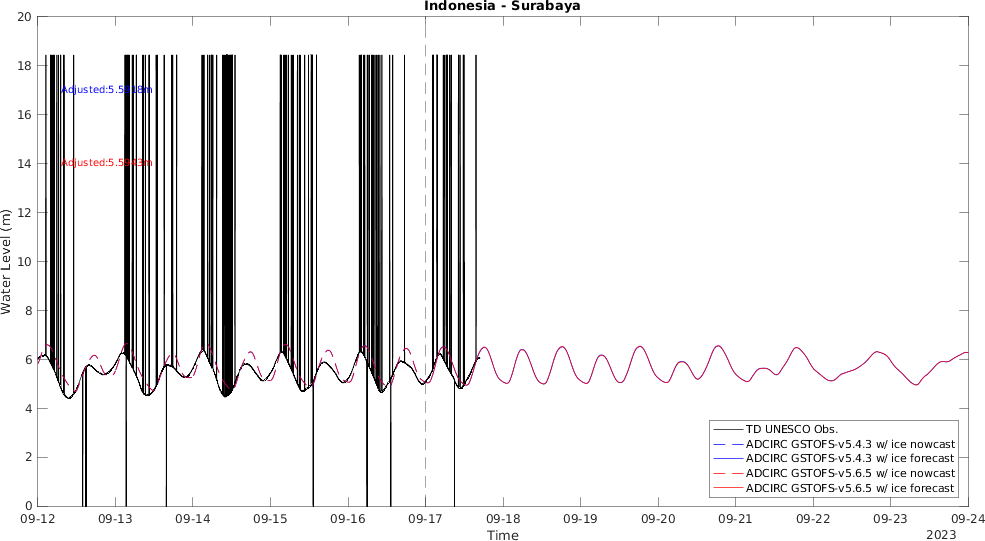 Indonesia - Surabaya
Water Level (m)
20
18
16
14
12
10
8
6
4
2
0
Adjusted:
Adjusted:
TD UNESCO Obs.
ADCIRC GSTOFS-v5.4.3 w/ ice nowcast
ADCIRC GSTOFS-v5.4.3 w/ ice forecast
ADCIRC GSTOFS-v5.6.5 w/ ice nowcast
ADCIRC GSTOFS-v5.6.5 w/ ice forecast
09-12 09-13 09-14 09-15 09-16 09-17 09-18 09-19 09-20 09-21 09-22 09-23 09-24
Time
2023